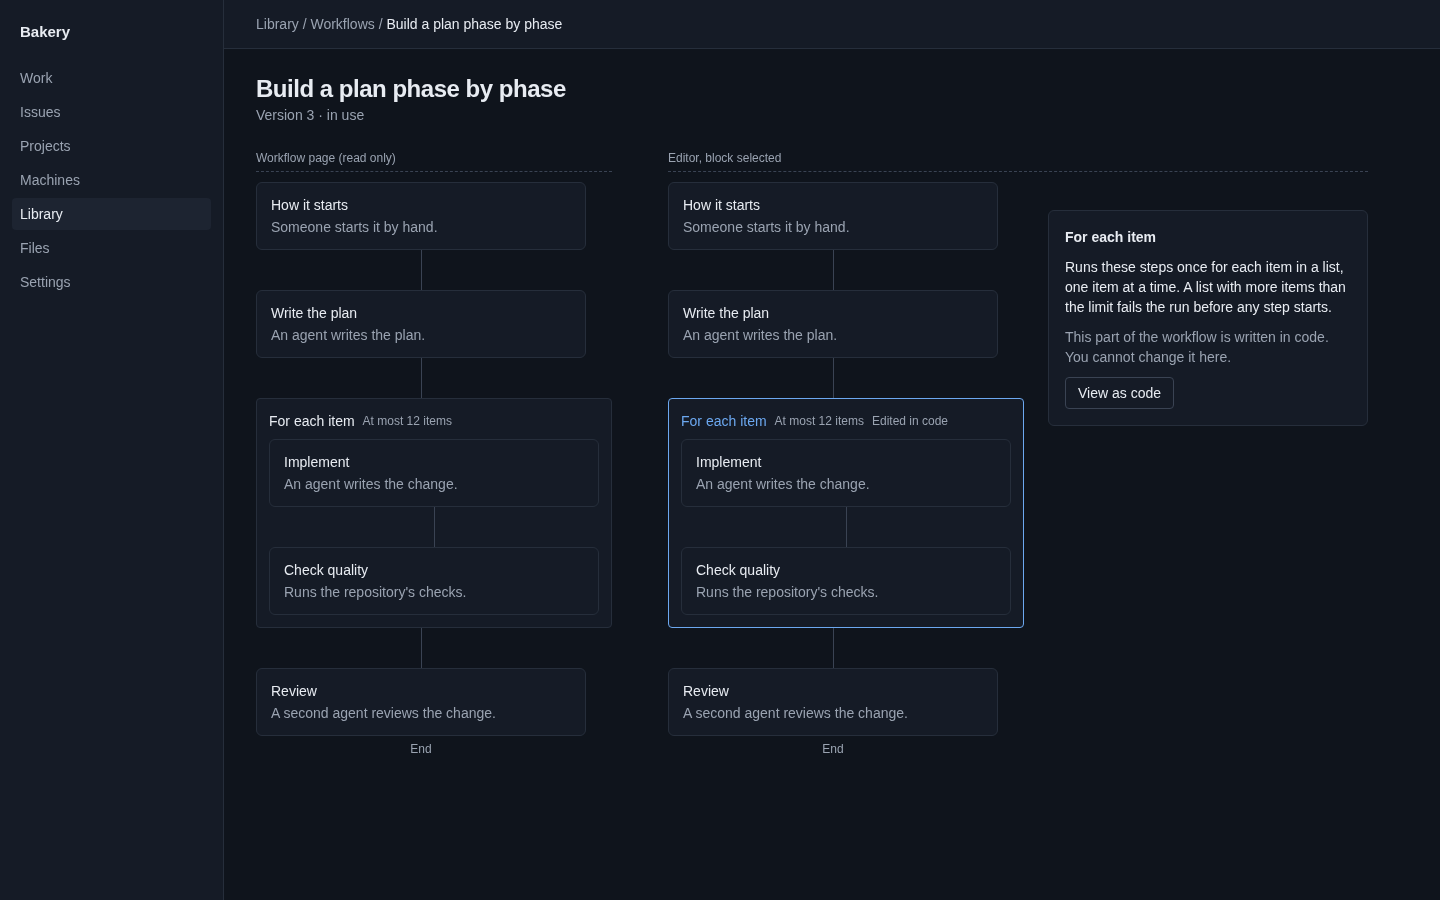 Bakery
Work
Issues
Projects
Machines
Library
Files
Settings
Library / Workflows / Build a plan phase by phase
Build a plan phase by phase
Version 3 · in use
Workflow page (read only)
How it starts
Someone starts it by hand.
Write the plan
An agent writes the plan.
For each item At most 12 items
Implement
An agent writes the change.
Check quality
Runs the repository's checks.
Review
A second agent reviews the change.
End
Editor, block selected
How it starts
Someone starts it by hand.
Write the plan
An agent writes the plan.
For each item At most 12 items Edited in code
Implement
An agent writes the change.
Check quality
Runs the repository's checks.
Review
A second agent reviews the change.
End
For each item
Runs these steps once for each item in a list,
one item at a time. A list with more items than
the limit fails the run before any step starts.
This part of the workflow is written in code.
You cannot change it here.
View as code